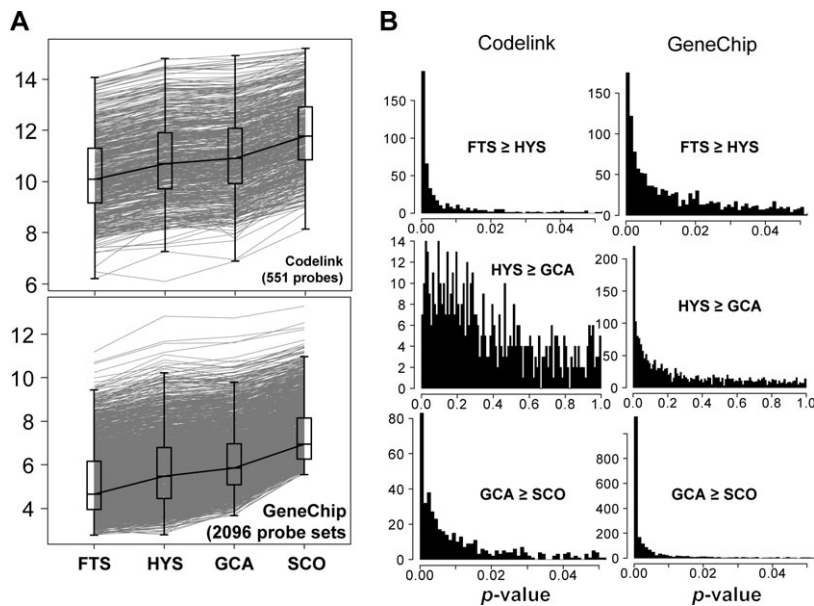 A
B
Codelink
GeneChip
14
12
10
8
6
Codelink
(551 probes)
12
10
8
6
4
GeneChip
(2096 probe sets
FTS HYS GCA SCO
150
100
50
0
FTS ≥ HYS
0.00 0.02 0.04
150
100
50
0
FTS ≥ HYS
0.00 0.02 0.04
14
12
10
8
6
4
2
0
HYS ≥ GCA
0.0 0.2 0.4 0.6 0.8 1.0
200
150
100
50
0
HYS ≥ GCA
0.0 0.2 0.4 0.6 0.8 1.0
80
60
40
20
0
GCA ≥ SCO
0.00 0.02 0.04
p-value
1000
800
600
400
200
0
GCA ≥ SCO
0.00 0.02 0.04
p-value